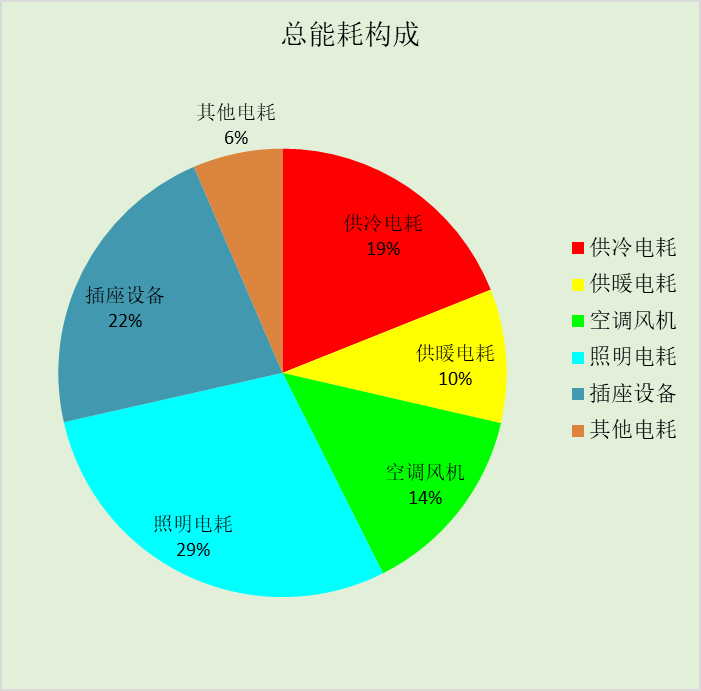 总能耗构成
其他电耗
6%
供冷电耗
19%
插座设备
22%
供暖电耗
10%
空调风机
14%
照明电耗
29%
供冷电耗
供暖电耗
空调风机
照明电耗
插座设备
其他电耗